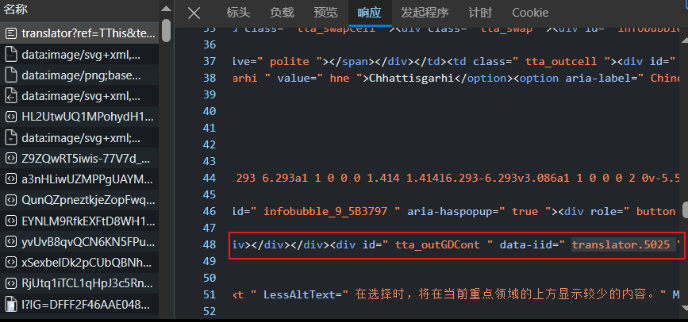 名称
translator?ref=TThis&te...
data:image/svg+xml,...
data:image/png;base...
data:image/svg+xml,...
HL2UtwUQ1MPohydH1...
data:image/svg+xml;...
Z9ZQwRT5iwis-77V7d_...
a3nHLiwUZMPPgUAYM...
QunQZpneztkjeZopFwq...
EYNLM9RfkEXFtD8WH1...
yvUvB8qvQCN6KN5FPu...
xSexbelDk2pCUbQBNh...
RjUtq1iTCL1qHpJ3c5Rn...
l?IG=DFFF2F46AAE048...
标头 负载 预览 响应 发起程序 计时 Cookie
35 d class=" tta_swapcell "><div class=" tta_swap "><div id=" infobubble
36
37 ive=" polite "></span></div></td><td class=" tta_outcell "><div id="
38 arhi " value=" hne ">Chhattisgarhi</option><option aria-label=" Chine
39
40
41
42
43
44 .293 6.293a1 1 0 0 0 1.414 1.41416.293-6.293v3.086a1 1 0 0 0 2 0v-5.5
45
46 id=" infobubble_9_5B3797 " aria-haspopup=" true "><div role=" button
47
48 iv></div></div><div id=" tta_outGDCont " data-iid=" translator.5025 "
49
50
51 xt " LessAltText=" 在选择时，将在当前重点领域的上方显示较少的内容。" M
52